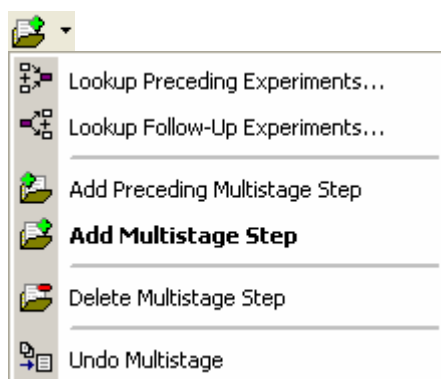 Lookup Preceding Experiments...
Lookup Follow-Up Experiments...
Add Preceding Multistage Step
Add Multistage Step
Delete Multistage Step
Undo Multistage